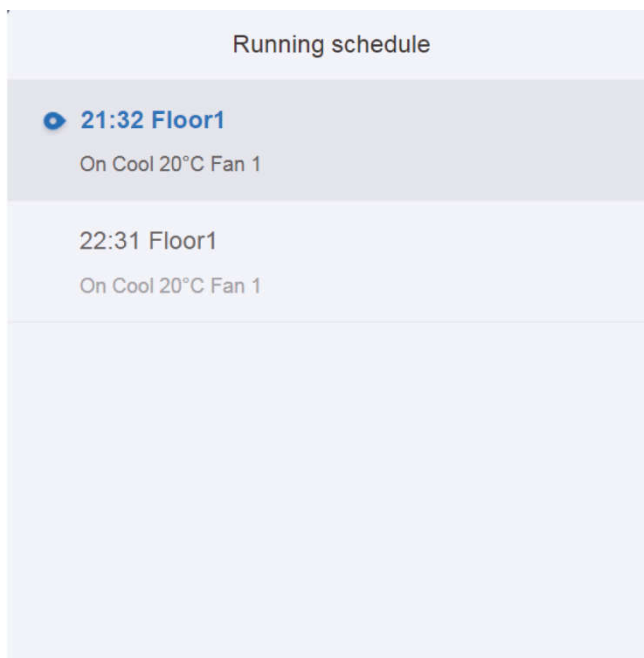 Running schedule
21:32 Floor1
On Cool 20°C Fan 1
22:31 Floor1
On Cool 20°C Fan 1